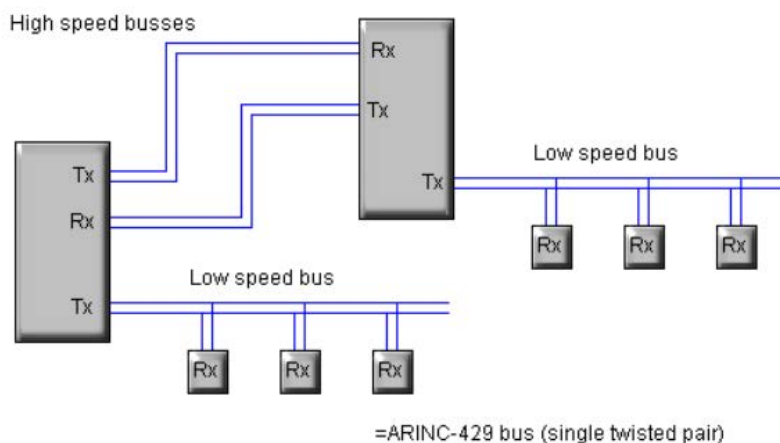 High speed busses
Rx
Tx
Tx
Tx
Rx
Tx
Low speed bus
Rx
Rx
Rx
Low speed bus
Rx
Rx
Rx
=ARINC-429 bus (single twisted pair)